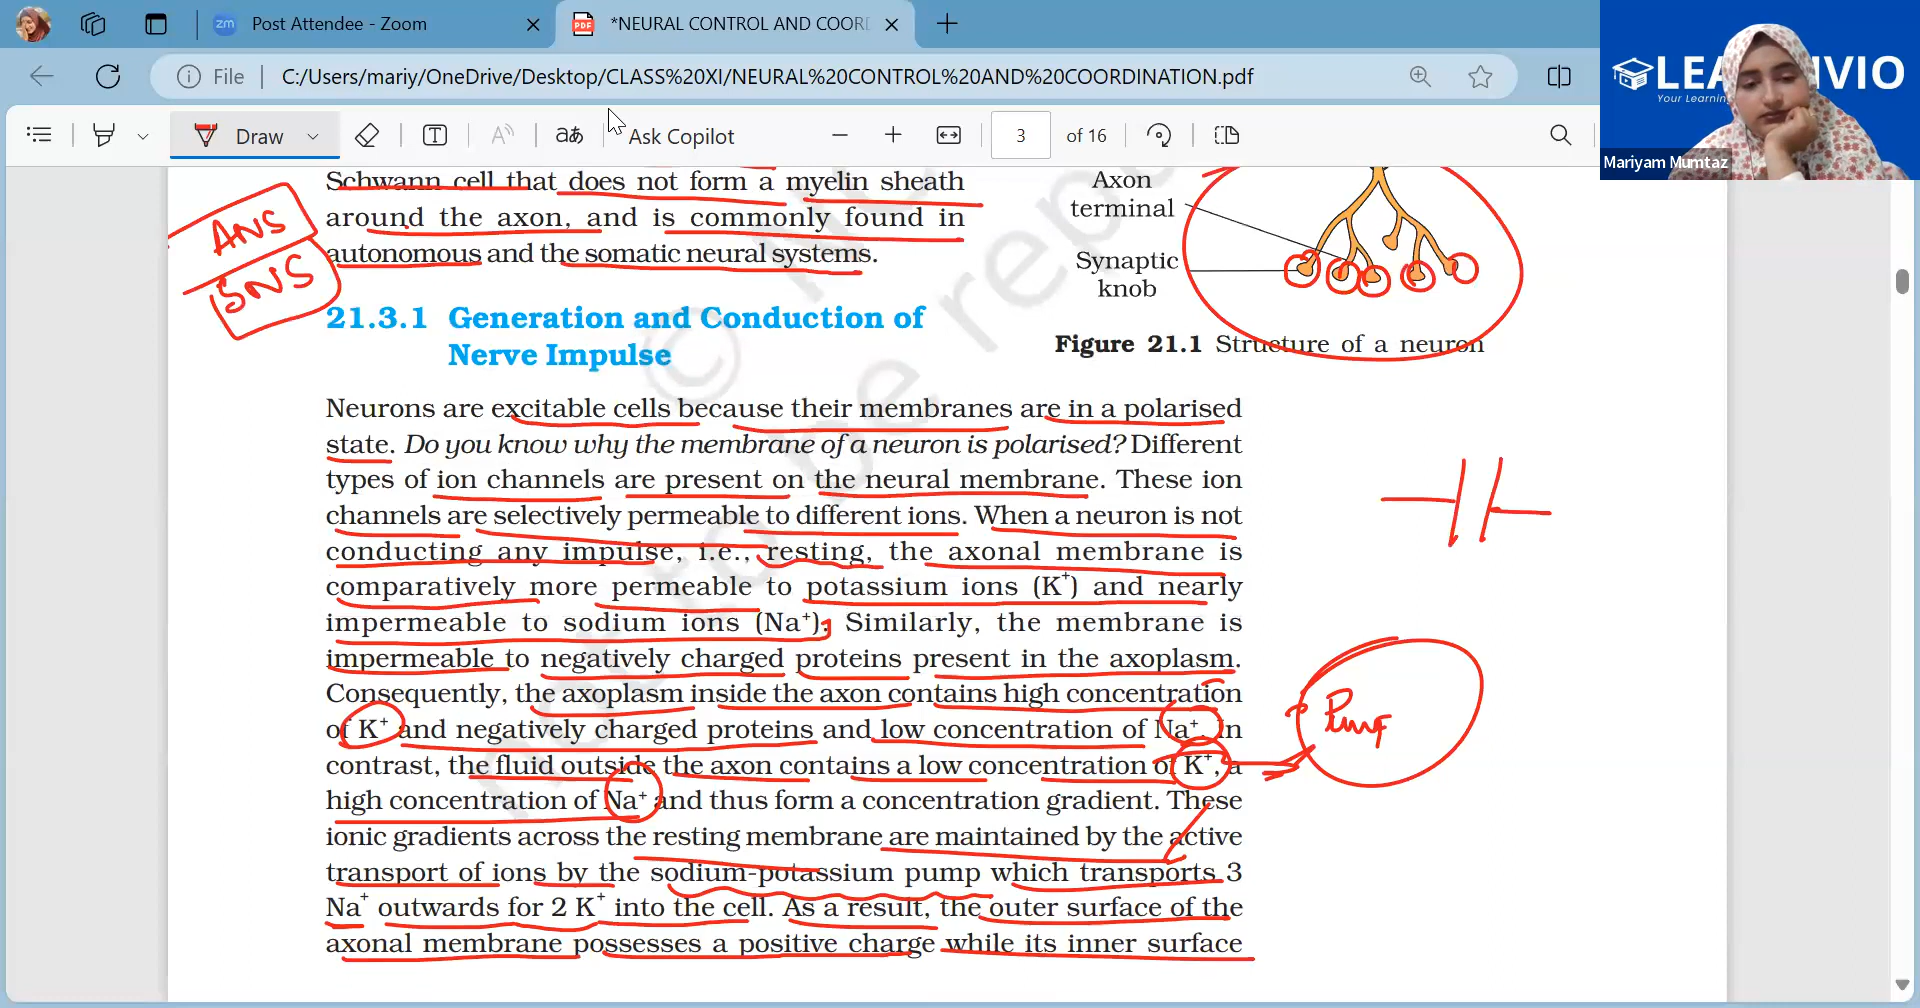 Post Attendee - Zoom
*NEURAL CONTROL AND COORD
File
C:/Users/mariy/OneDrive/Desktop/CLASS%20XI/NEURAL%20CONTROL%20AND%20COORDINATION.pdf
Draw
Ask Copilot
3 of 16
Your Learnin
Mariyam Mumtaz
Schwann cell that does not form a myelin sheath
around the axon, and is commonly found in
autonomous and the somatic neural systems.
ANS
SNS
Axon
terminal
Synaptic
knob
Figure 21.1 Structure of a neuron
21.3.1 Generation and Conduction of
Nerve Impulse
Neurons are excitable cells because their membranes are in a polarised
state. Do you know why the membrane of a neuron is polarised? Different
types of ion channels are present on the neural membrane. These ion
channels are selectively permeable to different ions. When a neuron is not
conducting any impulse, i.e., resting, the axonal membrane is
comparatively more permeable to potassium ions (K⁺) and nearly
impermeable to sodium ions (Na⁺). Similarly, the membrane is
impermeable to negatively charged proteins present in the axoplasm.
Consequently, the axoplasm inside the axon contains high concentration
of K⁺ and negatively charged proteins and low concentration of Na⁺. In
contrast, the fluid outside the axon contains a low concentration of K⁺, a
high concentration of Na⁺ and thus form a concentration gradient. These
ionic gradients across the resting membrane are maintained by the active
transport of ions by the sodium-potassium pump which transports 3
Na⁺ outwards for 2 K⁺ into the cell. As a result, the outer surface of the
axonal membrane possesses a positive charge while its inner surface